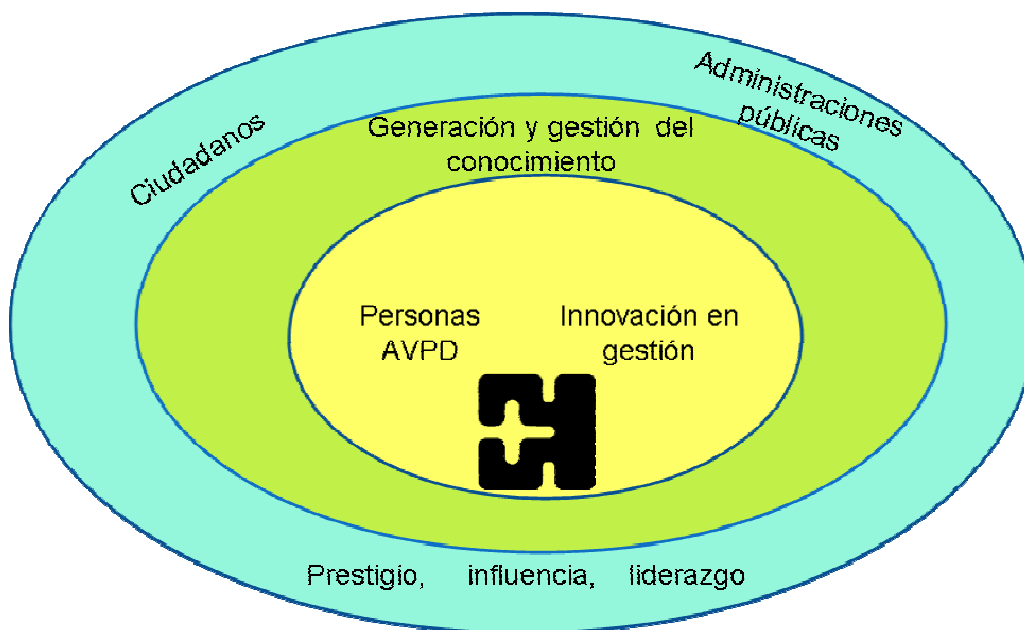 Ciudadanos
Administraciones
públicas
Generación y gestión del
conocimiento
Personas
AVPD
Innovación en
gestión
Prestigio, influencia, liderazgo